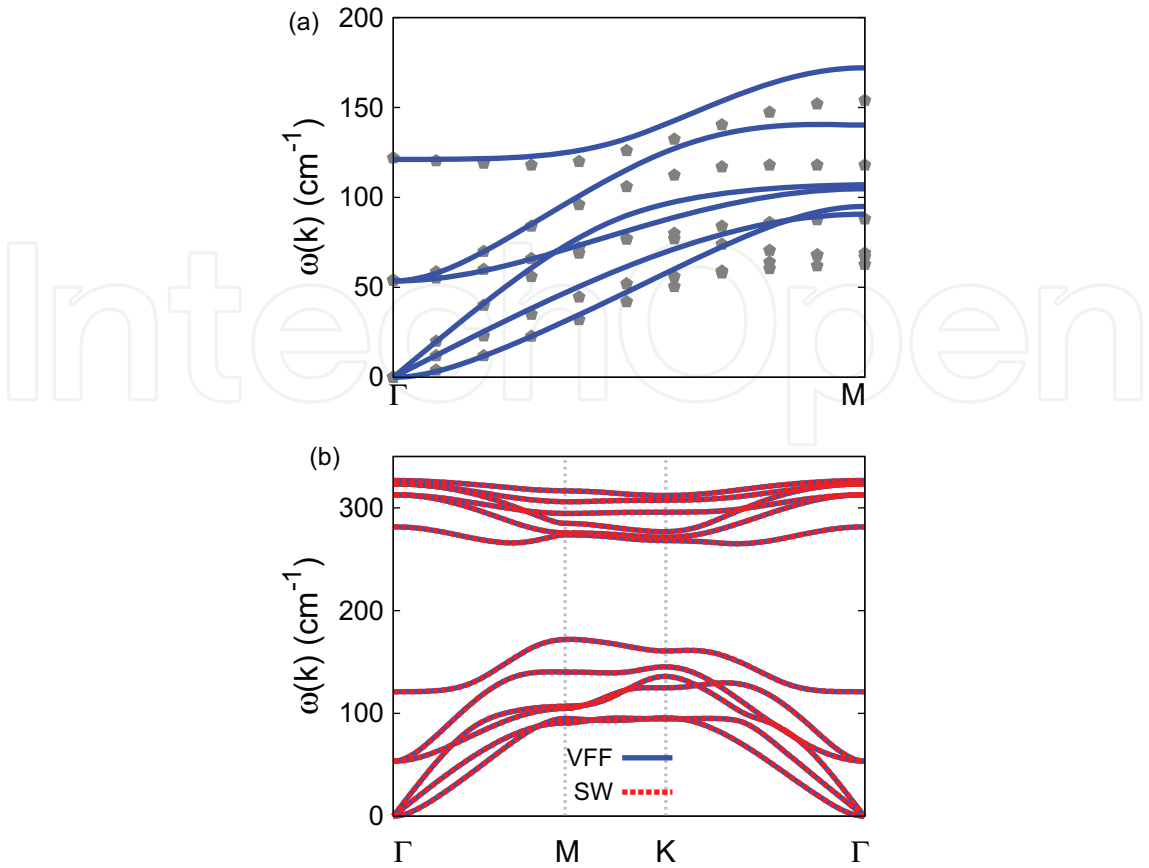 (a)
200
150
100
50
0
ω(k) (cm⁻¹)
Γ M
IntechOpen
(b)
300
200
100
0
ω(k) (cm⁻¹)
VFF
SW
Γ M K Γ